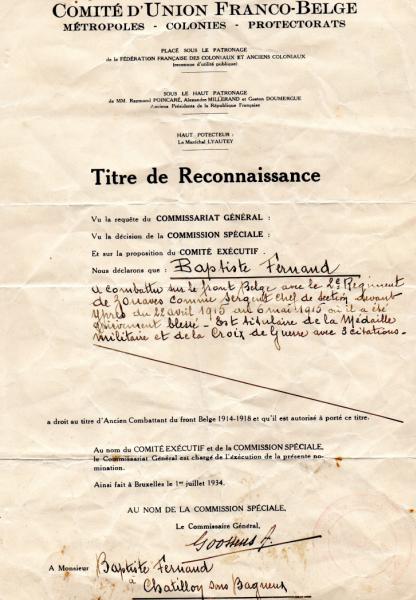 COMITÉ D'UNION FRANCO-BELGE
MÉTROPOLES - COLONIES - PROTECTORATS
PLACÉ SOUS LE PATRONAGE
de la FÉDÉRATION FRANÇAISE DES COLONIAUX ET ANCIENS COLONIAUX
(reconnue d'utilité publique)
SOUS LE HAUT PATRONAGE
de MM. Raymond POINCARÉ, Alexandre MILLERAND et Gaston DOUMERGUE
Anciens Présidents de la République Française
HAUT POTECTEUR :
Le Maréchal LYAUTEY
Titre de Reconnaissance
Vu la requête du COMMISSARIAT GÉNÉRAL :
Vu la décision de la COMMISSION SPÉCIALE :
Et sur la proposition du COMITÉ EXÉCUTIF :
Nous déclarons que : Baptiste Fernand
a combattu sur le front Belge avec le 2e Régiment
de Zouaves comme Sergent Chef de Section devant
Ypres du 22 avril 1915 au 6 mai 1915 où il a été
grièvement blessé - Est titulaire de la Médaille
militaire et de la Croix de Guerre avec 3 citations.
a droit au titre d'Ancien Combattant du front Belge 1914-1918 et qu'il est autorisé à porté ce titre.
Au nom du COMITÉ EXÉCUTIF et de la COMMISSION SPÉCIALE,
le Commissariat Général est chargé de l'exécution de la présente no-
mination.
Ainsi fait à Bruxelles le 1er juillet 1934.
AU NOM DE LA COMMISSION SPÉCIALE,
Le Commissaire Général,
Goossens J.
A Monsieur Baptiste Fernand
à Chatillon sous Bagneux